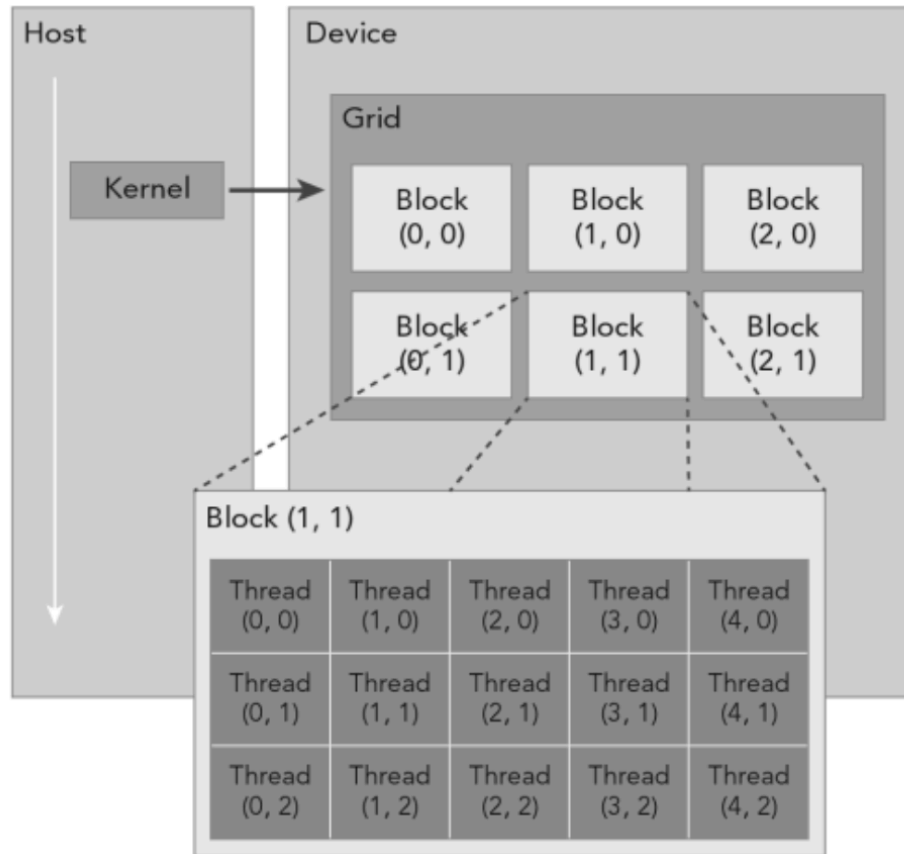 Host
Device
Grid
Kernel
Block
(0, 0)
Block
(1, 0)
Block
(2, 0)
Block
(0, 1)
Block
(1, 1)
Block
(2, 1)
Block (1, 1)
Thread
(0, 0)
Thread
(1, 0)
Thread
(2, 0)
Thread
(3, 0)
Thread
(4, 0)
Thread
(0, 1)
Thread
(1, 1)
Thread
(2, 1)
Thread
(3, 1)
Thread
(4, 1)
Thread
(0, 2)
Thread
(1, 2)
Thread
(2, 2)
Thread
(3, 2)
Thread
(4, 2)